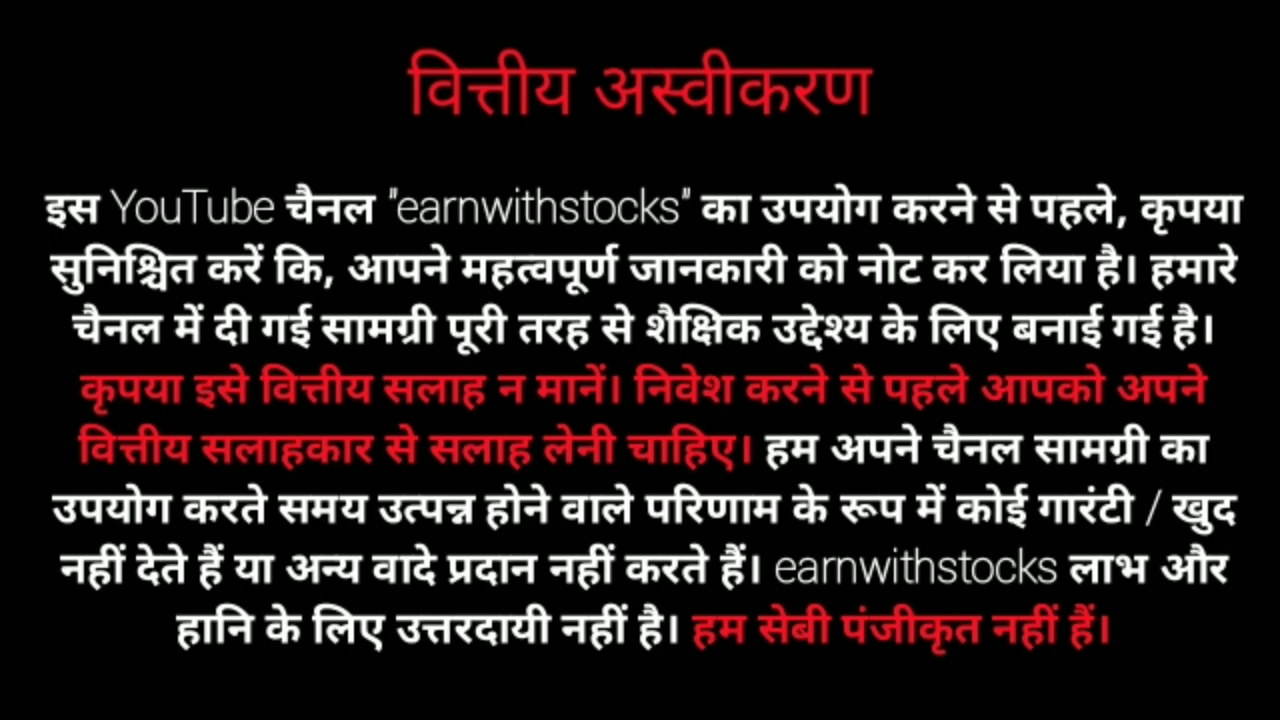 वित्तीय अस्वीकरण
इस YouTube चैनल "earnwithstocks" का उपयोग करने से पहले, कृपया
सुनिश्चित करें कि, आपने महत्वपूर्ण जानकारी को नोट कर लिया है। हमारे
चैनल में दी गई सामग्री पूरी तरह से शैक्षिक उद्देश्य के लिए बनाई गई है।
कृपया इसे वित्तीय सलाह न मानें। निवेश करने से पहले आपको अपने
वित्तीय सलाहकार से सलाह लेनी चाहिए। हम अपने चैनल सामग्री का
उपयोग करते समय उत्पन्न होने वाले परिणाम के रूप में कोई गारंटी / खुद
नहीं देते हैं या अन्य वादे प्रदान नहीं करते हैं। earnwithstocks लाभ और
हानि के लिए उत्तरदायी नहीं है। हम सेबी पंजीकृत नहीं हैं।